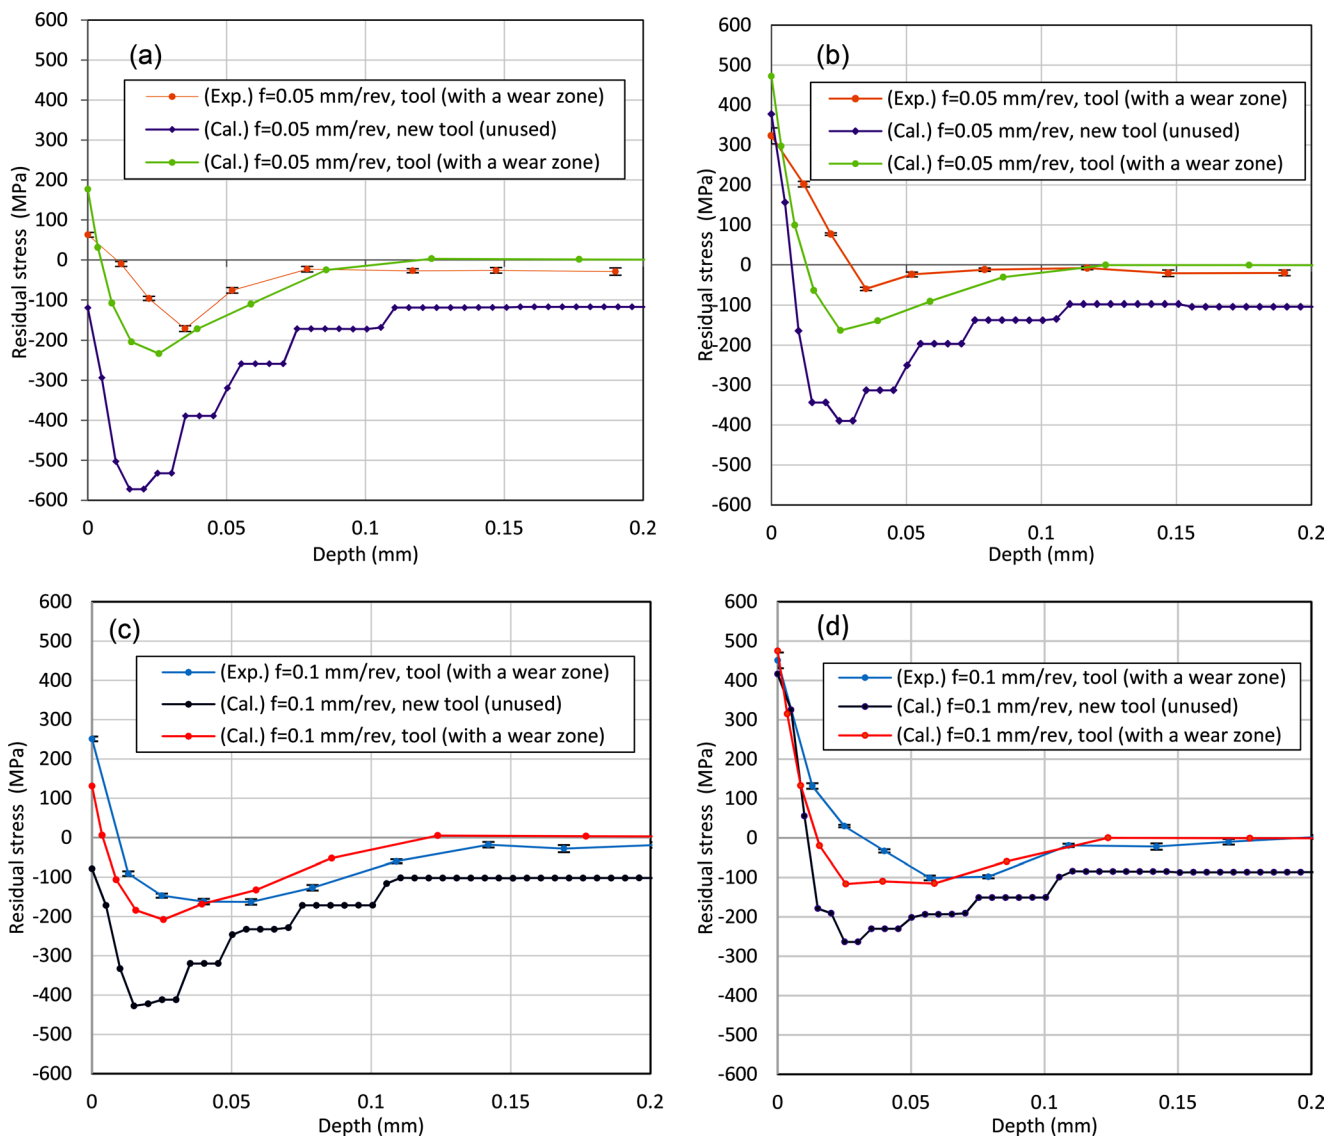 600
500
400
300
200
100
0
-100
-200
-300
-400
-500
-600
Residual stress (MPa)
(a)
(Exp.) f=0.05 mm/rev, tool (with a wear zone)
(Cal.) f=0.05 mm/rev, new tool (unused)
(Cal.) f=0.05 mm/rev, tool (with a wear zone)
0 0.05 0.1 0.15 0.2
Depth (mm)
600
500
400
300
200
100
0
-100
-200
-300
-400
-500
-600
Residual stress (MPa)
(b)
(Exp.) f=0.05 mm/rev, tool (with a wear zone)
(Cal.) f=0.05 mm/rev, new tool (unused)
(Cal.) f=0.05 mm/rev, tool (with a wear zone)
0 0.05 0.1 0.15 0.2
Depth (mm)
600
500
400
300
200
100
0
-100
-200
-300
-400
-500
-600
Residual stress (MPa)
(c)
(Exp.) f=0.1 mm/rev, tool (with a wear zone)
(Cal.) f=0.1 mm/rev, new tool (unused)
(Cal.) f=0.1 mm/rev, tool (with a wear zone)
0 0.05 0.1 0.15 0.2
Depth (mm)
600
500
400
300
200
100
0
-100
-200
-300
-400
-500
-600
Residual stress (MPa)
(d)
(Exp.) f=0.1 mm/rev, tool (with a wear zone)
(Cal.) f=0.1 mm/rev, new tool (unused)
(Cal.) f=0.1 mm/rev, tool (with a wear zone)
0 0.05 0.1 0.15 0.2
Depth (mm)